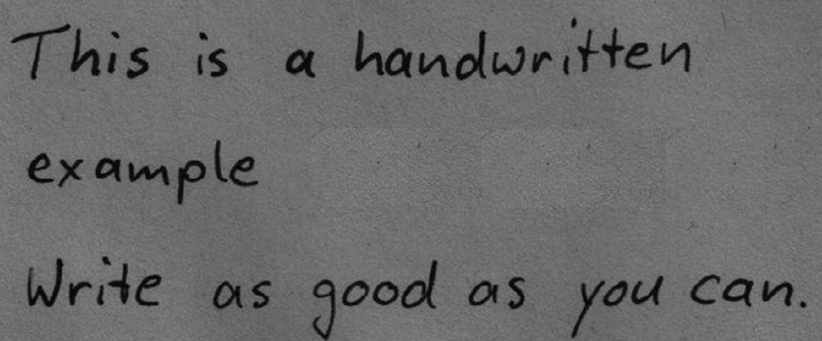 This is a handwritten
example
Write as good as you can.